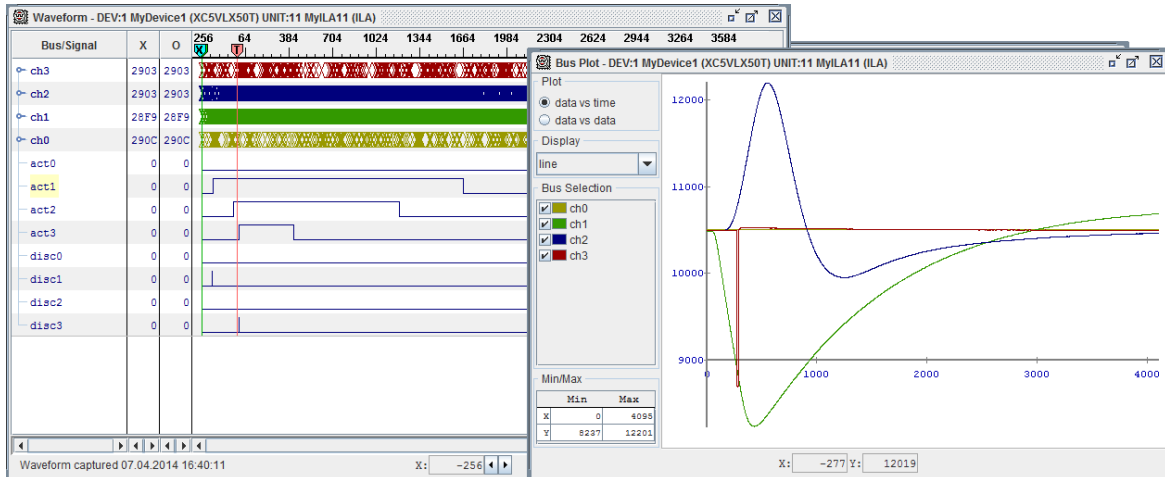 Waveform - DEV:1 MyDevice1 (XC5VLX50T) UNIT:11 MyILA11 (ILA)
Bus/Signal X O 256 64 384 704 1024 1344 1664 1984 2304 2624 2944 3264 3584
X T
ch3 2903 2903
ch2 2903 2903
ch1 28F9 28F9
ch0 290C 290C
act0 0 0
act1 0 0
act2 0 0
act3 0 0
disc0 0 0
disc1 0 0
disc2 0 0
disc3 0 0
Waveform captured 07.04.2014 16:40:11 X: -256
Bus Plot - DEV:1 MyDevice1 (XC5VLX50T) UNIT:11 MyILA11 (ILA)
Plot
data vs time
data vs data
Display
line
Bus Selection
ch0
ch1
ch2
ch3
Min/Max
Min Max
X 0 4095
Y 8237 12201
12000
11000
10000
9000
0 1000 2000 3000 4000
X: -277 Y: 12019